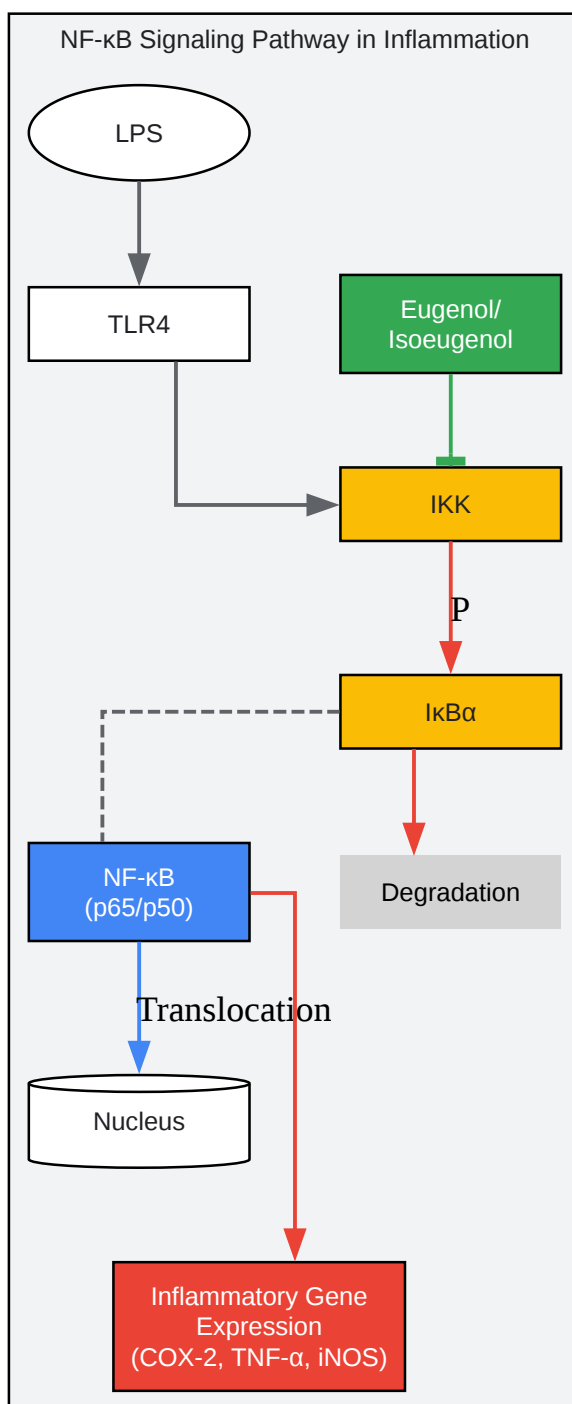 NF-κB Signaling Pathway in Inflammation
LPS
TLR4
Eugenol/
Isoeugenol
IKK
P
IκBα
NF-κB
(p65/p50)
Degradation
Translocation
Nucleus
Inflammatory Gene
Expression
(COX-2, TNF-α, iNOS)